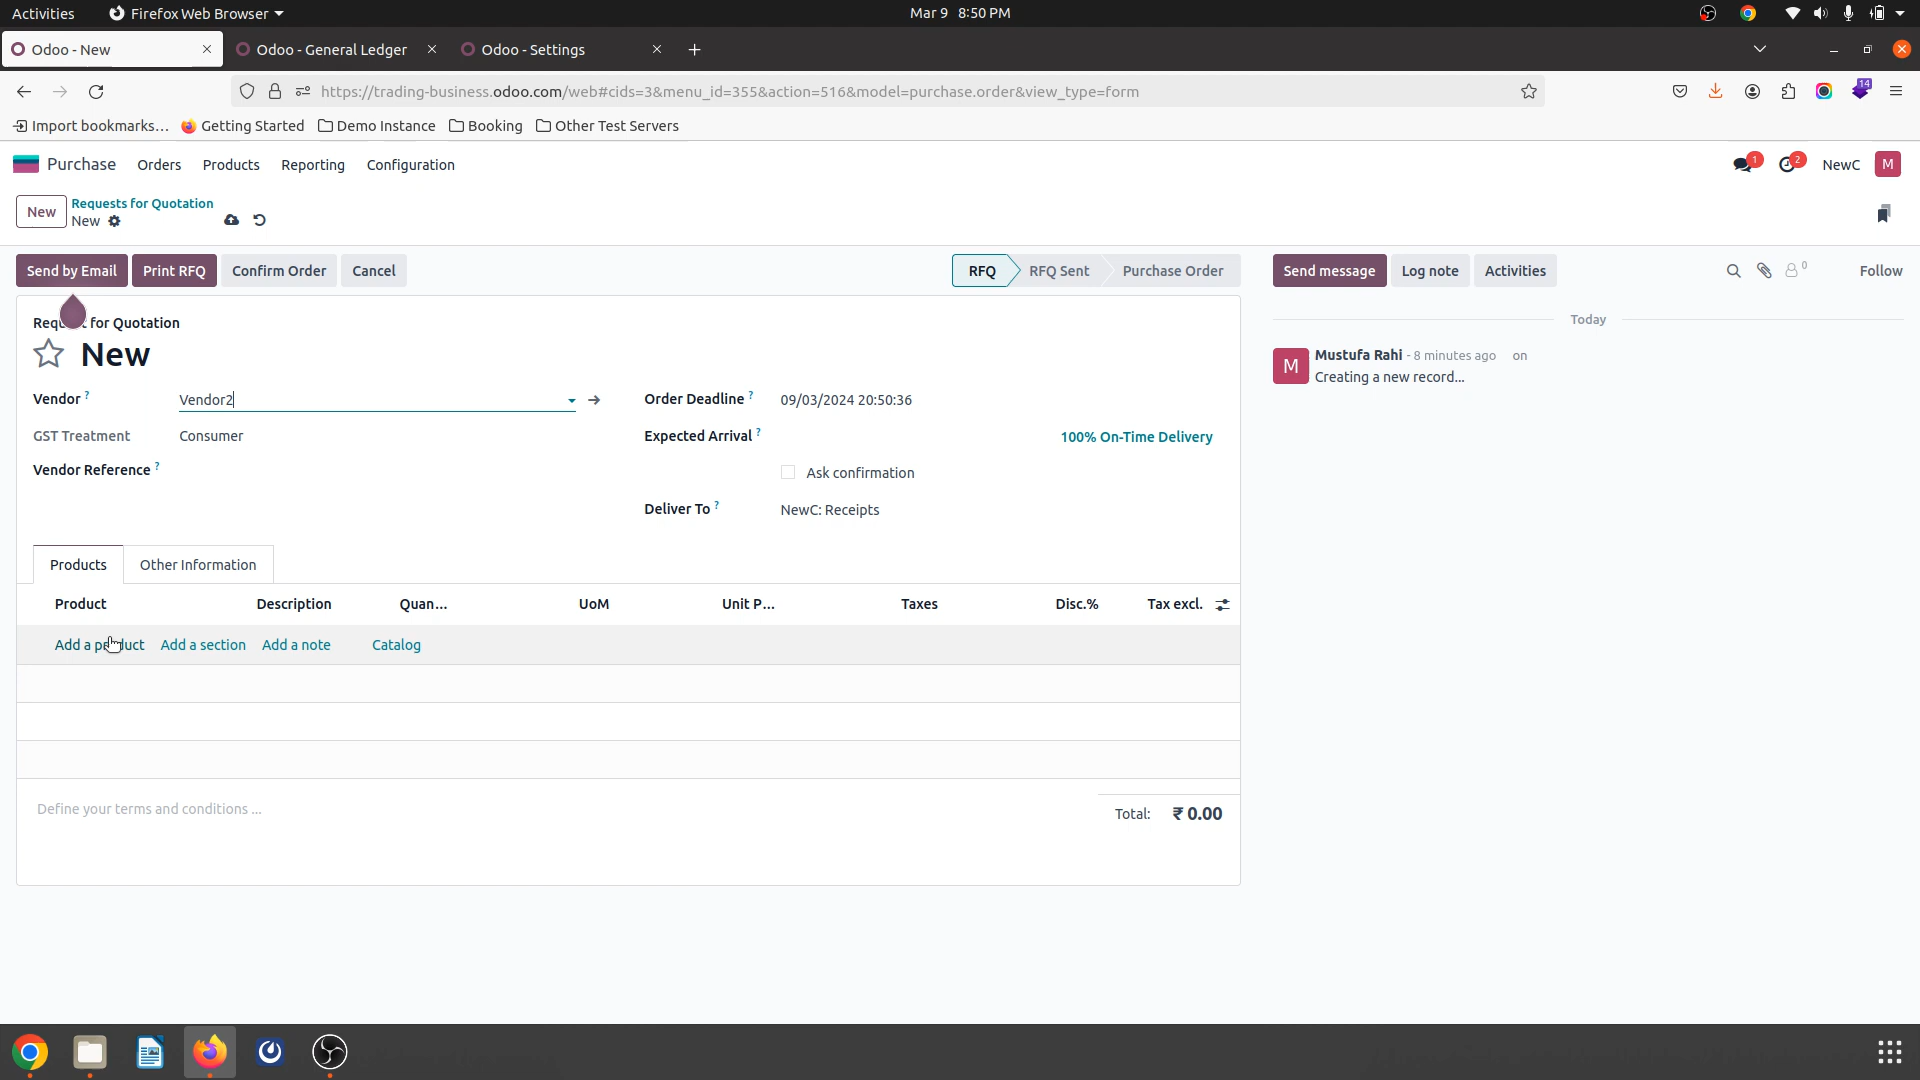 Activities Firefox Web Browser Mar 9 8:50 PM
Odoo - New Odoo - General Ledger Odoo - Settings
https://trading-business.odoo.com/web#cids=3&menu_id=355&action=516&model=purchase.order&view_type=form 14
Import bookmarks... Getting Started Demo Instance Booking Other Test Servers
Purchase Orders Products Reporting Configuration 1 2 NewC M
New Requests for Quotation
New
Send by Email Print RFQ Confirm Order Cancel RFQ RFQ Sent Purchase Order Send message Log note Activities 0 Follow
Request for Quotation Today
New
Mustufa Rahi - 8 minutes ago on
M Creating a new record...
Vendor ? Vendor2 Order Deadline ? 09/03/2024 20:50:36
GST Treatment Consumer Expected Arrival ? 100% On-Time Delivery
Vendor Reference ? Ask confirmation
Deliver To ? NewC: Receipts
Products Other Information
Product Description Quan... UoM Unit P... Taxes Disc.% Tax excl.
Add a product Add a section Add a note Catalog
Define your terms and conditions ... Total: ₹ 0.00